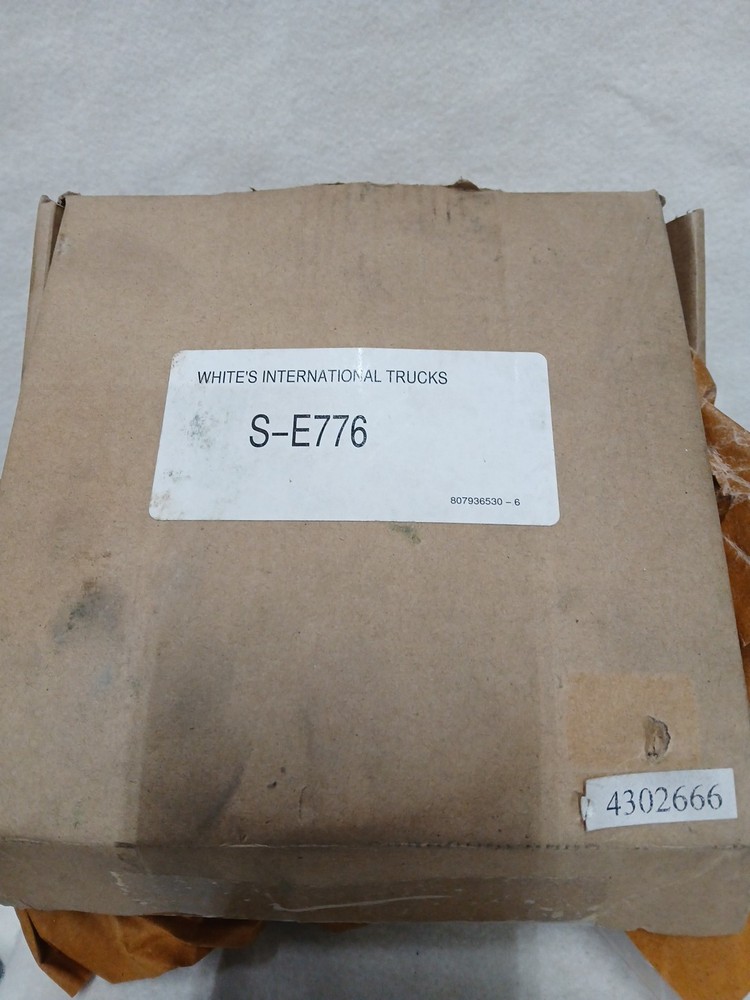 WHITE'S INTERNATIONAL TRUCKS
S-E776
807936530 - 6
4302666